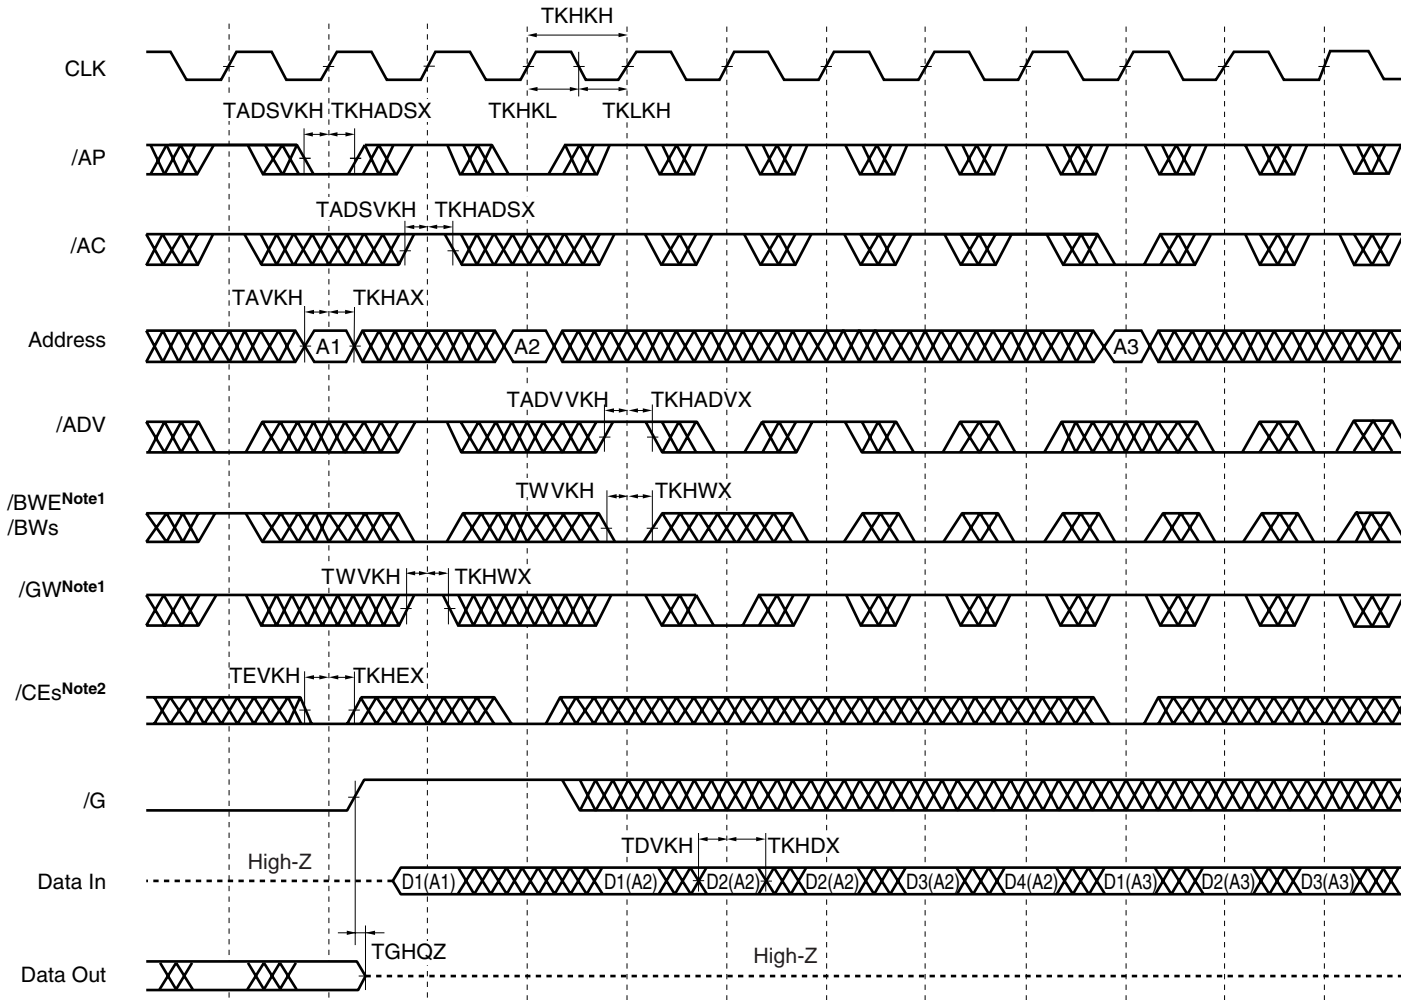 TKHKH
CLK
TADSVKH TKHADSX TKHKL TKLKH
/AP
TADSVKH TKHADSX
/AC
TAVKH TKHAX
Address A1 A2 A3
TADVVKH TKHADVX
/ADV
TWVKH TKHWX
/BWENote1
/BWs
TWVKH TKHWX
/GWNote1
TEVKH TKHEX
/CEsNote2
/G
TDVKH TKHDX
High-Z
Data In D1(A1) D1(A2) D2(A2) D2(A2) D3(A2) D4(A2) D1(A3) D2(A3) D3(A3)
TGHQZ
High-Z
Data Out